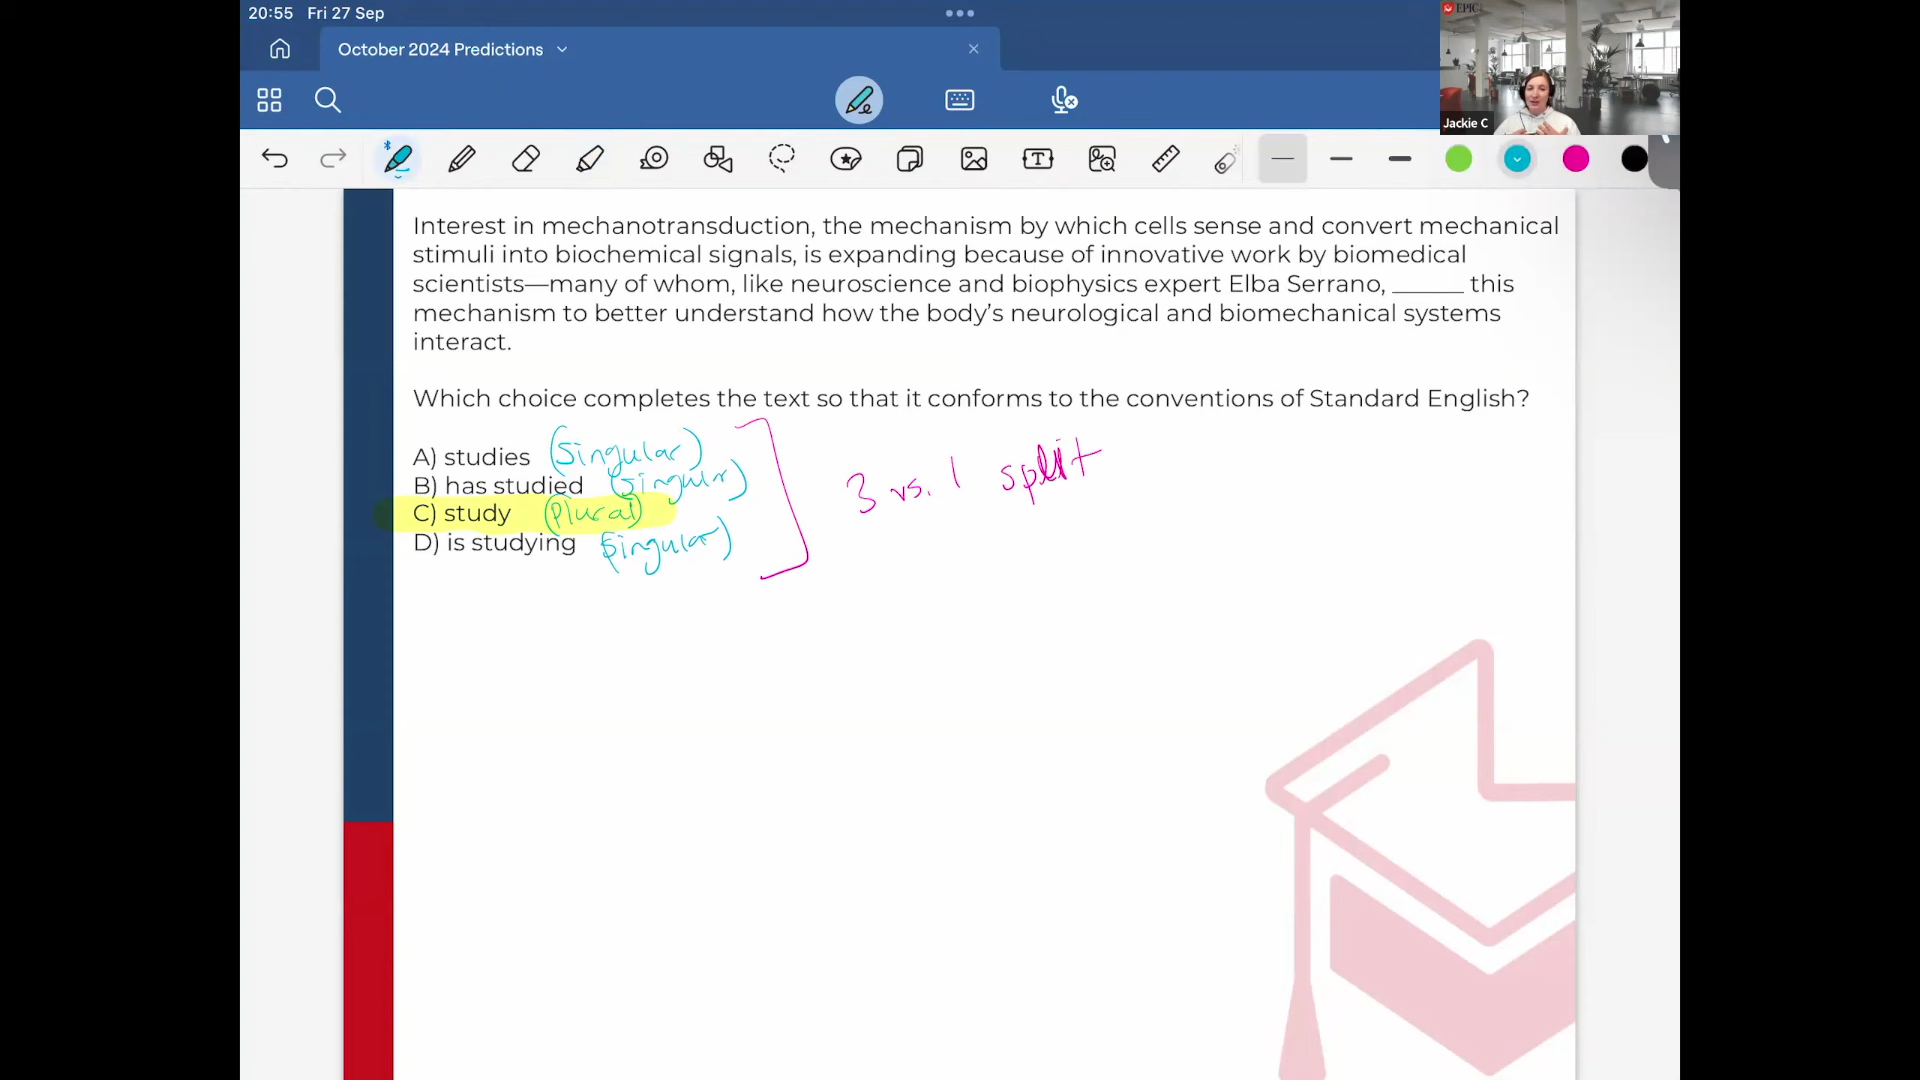 20:55 Fri 27 Sep
EPIC
October 2024 Predictions
Jackie C
Interest in mechanotransduction, the mechanism by which cells sense and convert mechanical
stimuli into biochemical signals, is expanding because of innovative work by biomedical
scientists—many of whom, like neuroscience and biophysics expert Elba Serrano, ______ this
mechanism to better understand how the body's neurological and biomechanical systems
interact.
Which choice completes the text so that it conforms to the conventions of Standard English?
A) studies (Singular)
B) has studied (Singulr)
C) study (Plural)
D) is studying (Singular)
3 vs. 1 split